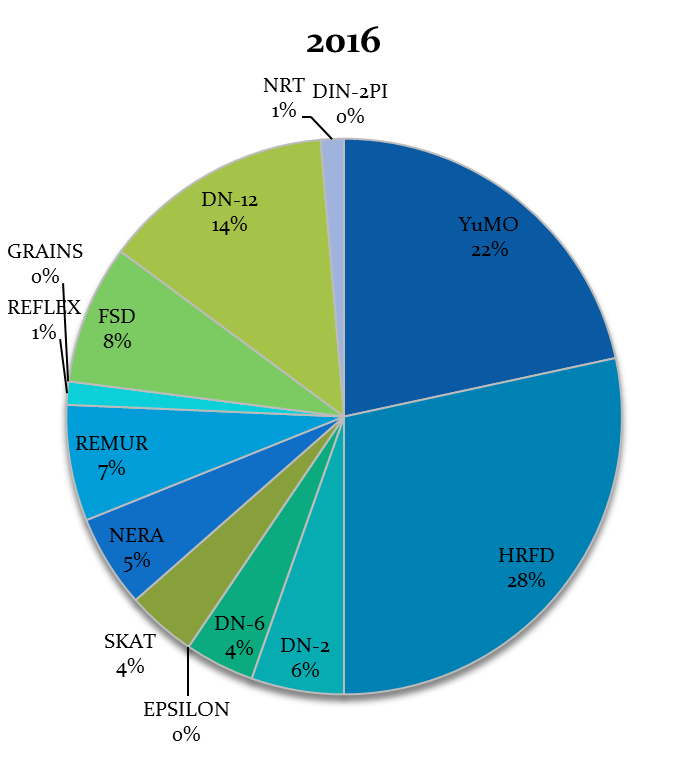 2016
NRT
1%
DIN-2PI
0%
YuMO
22%
HRFD
28%
DN-2
6%
DN-6
4%
EPSILON
0%
SKAT
4%
NERA
5%
REMUR
7%
REFLEX
1%
GRAINS
0%
FSD
8%
DN-12
14%